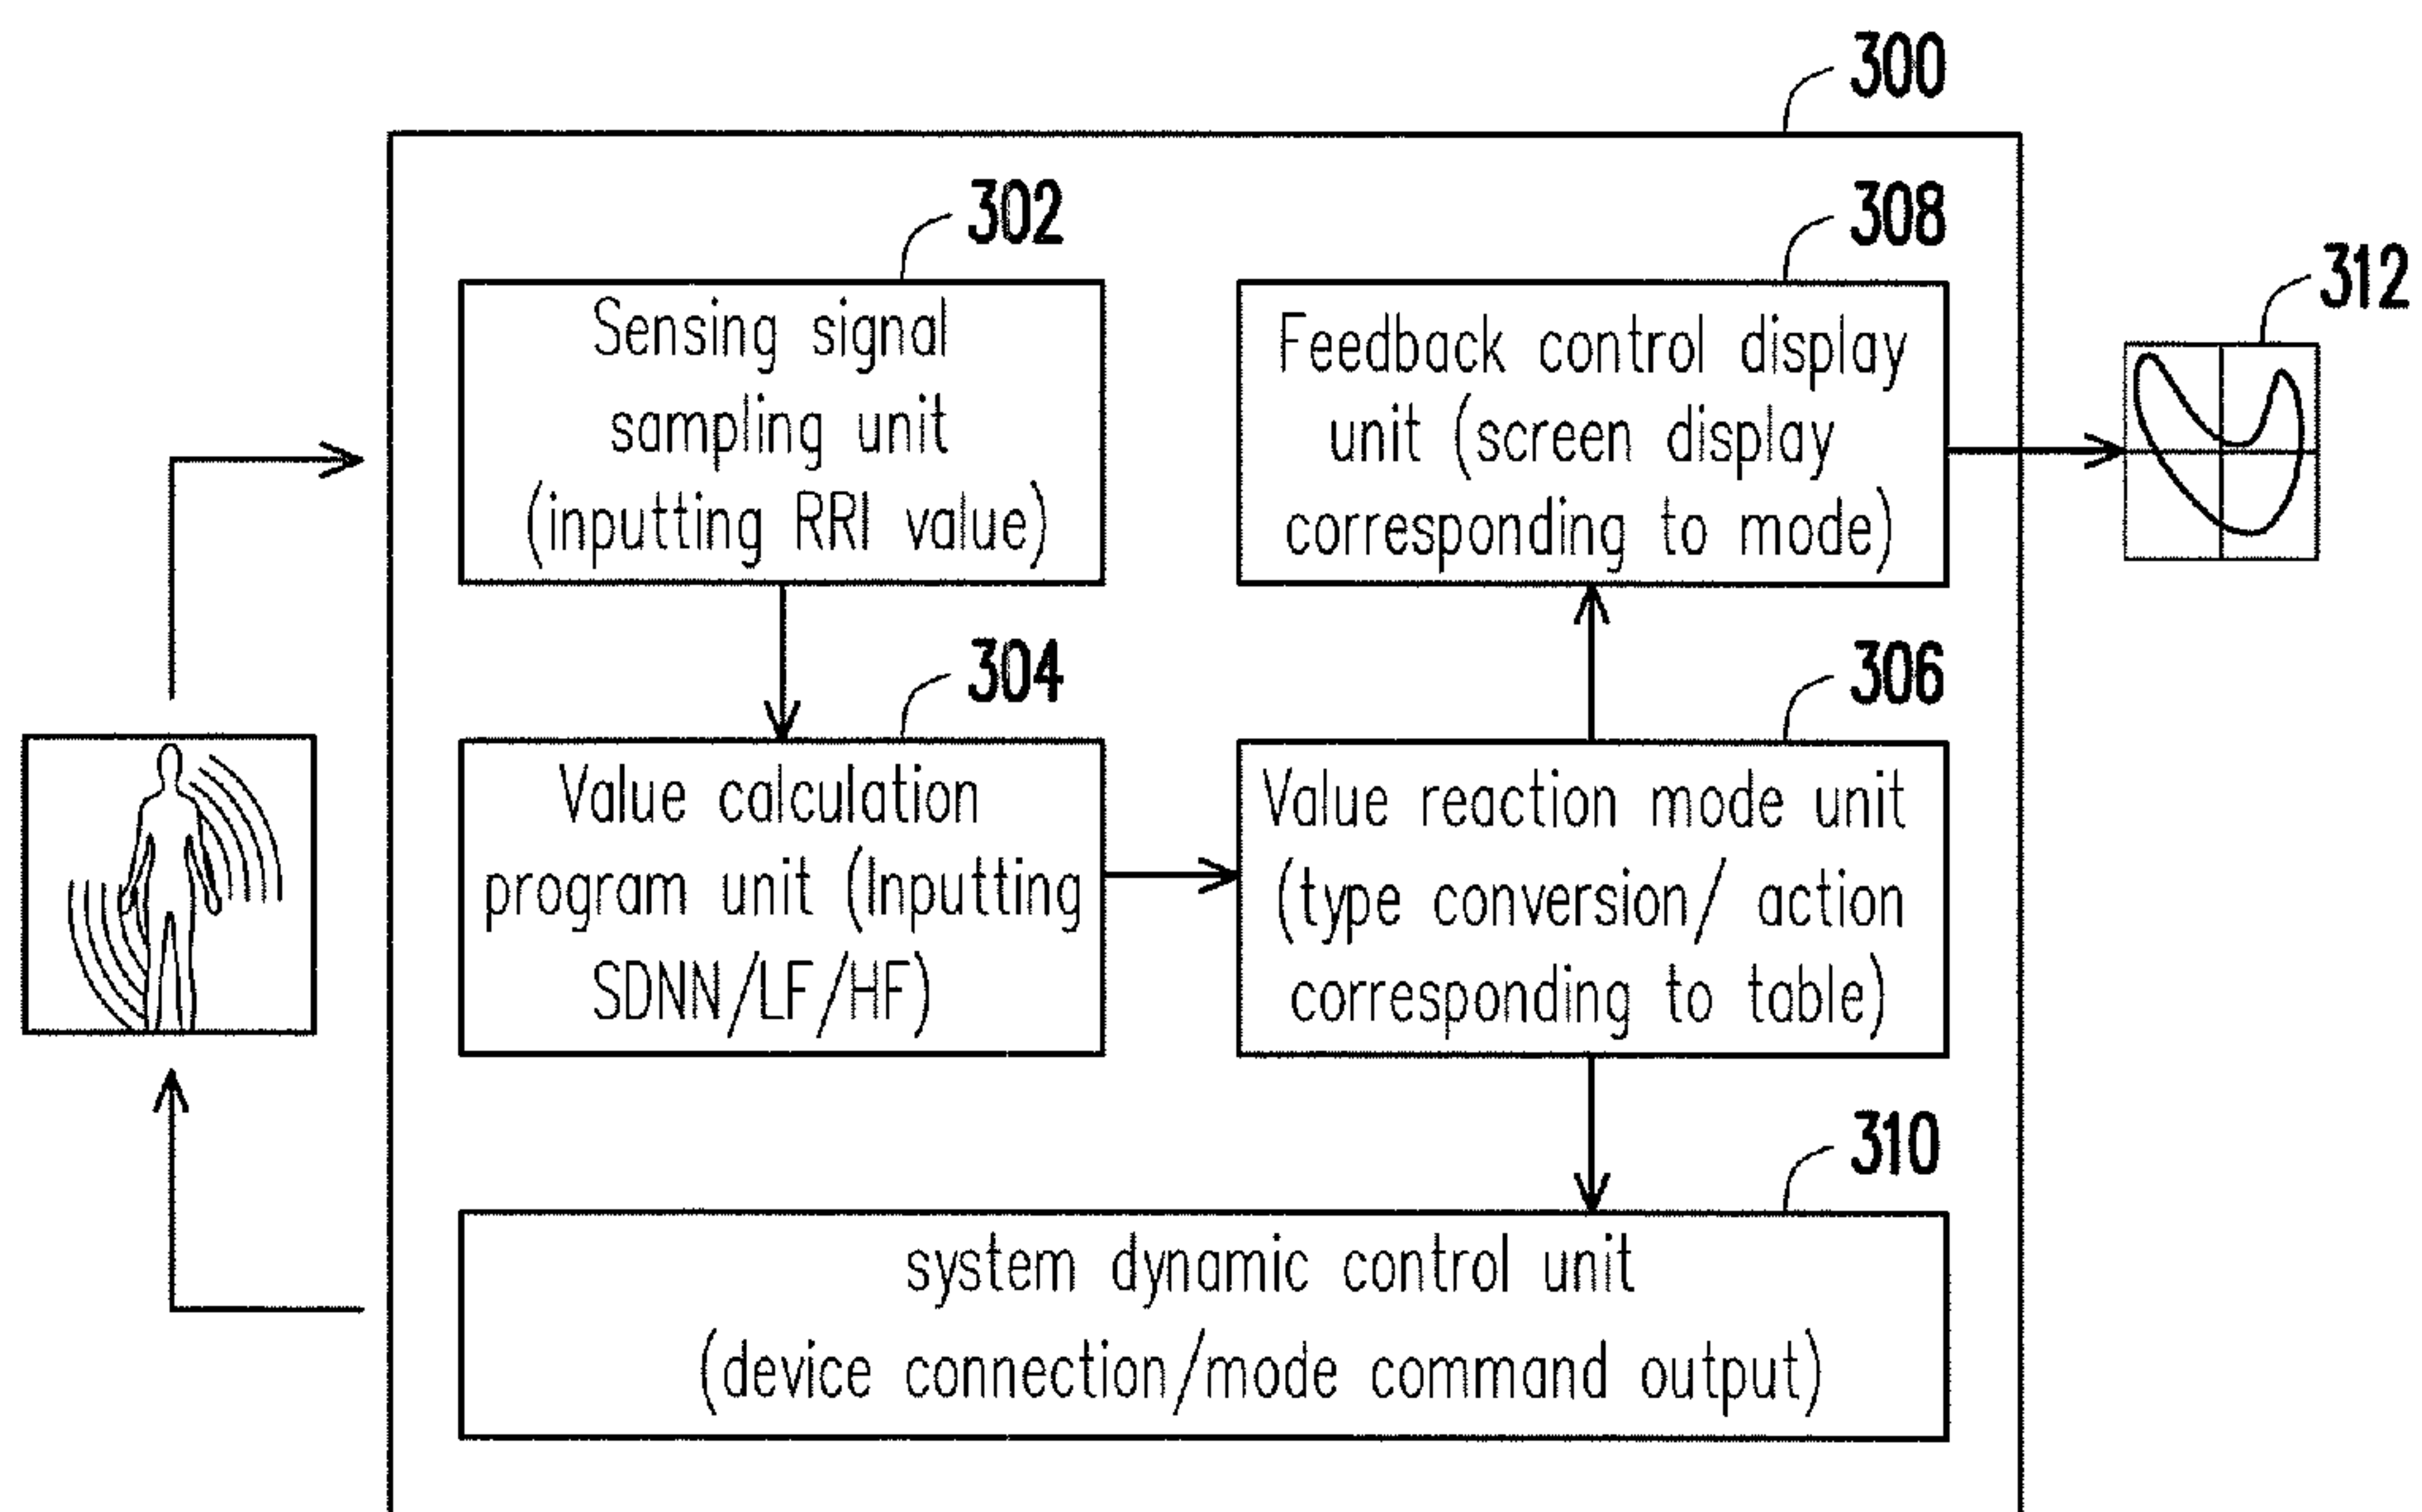 300
302
Sensing signal
sampling unit
(inputting RRI value)
308
Feedback control display
unit (screen display
corresponding to mode)
312
304
Value calculation
program unit (Inputting
SDNN/LF/HF)
306
Value reaction mode unit
(type conversion/ action
corresponding to table)
310
system dynamic control unit
(device connection/mode command output)